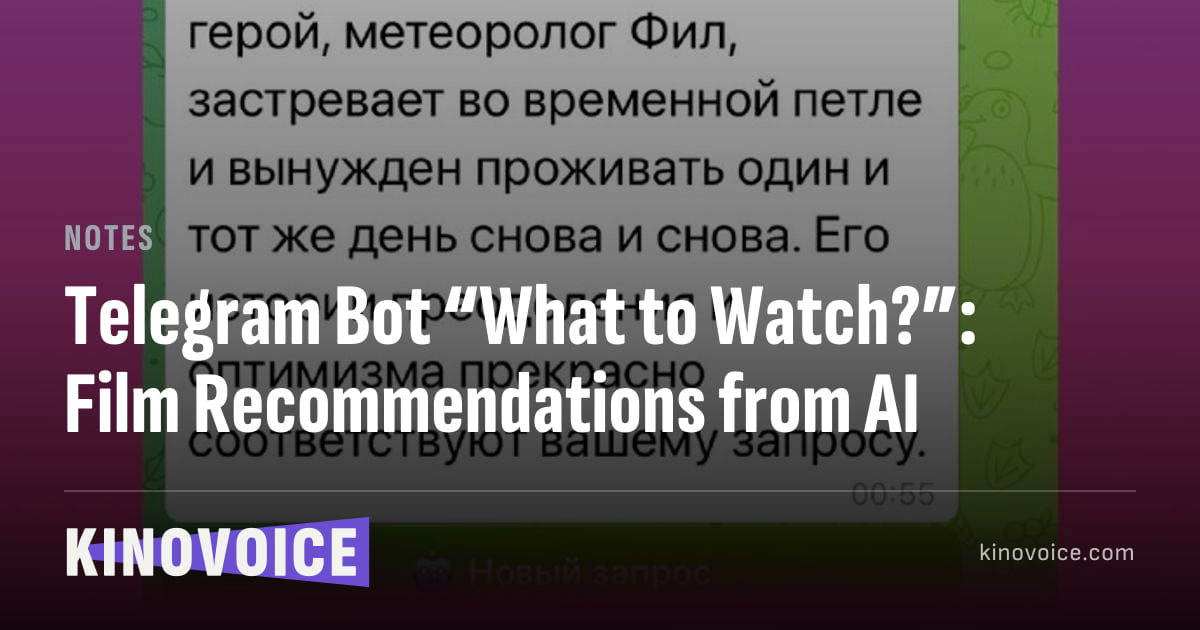 герой, метеоролог Фил,
застревает во временной петле
и вынужден проживать один и
тот же день снова и снова. Его
NOTES
истории преодоления и
Telegram Bot “What to Watch?”:
оптимизма прекрасно
Film Recommendations from AI
соответствуют вашему запросу.
00:55
KINOVOICE
kinovoice.com
Новый запрос